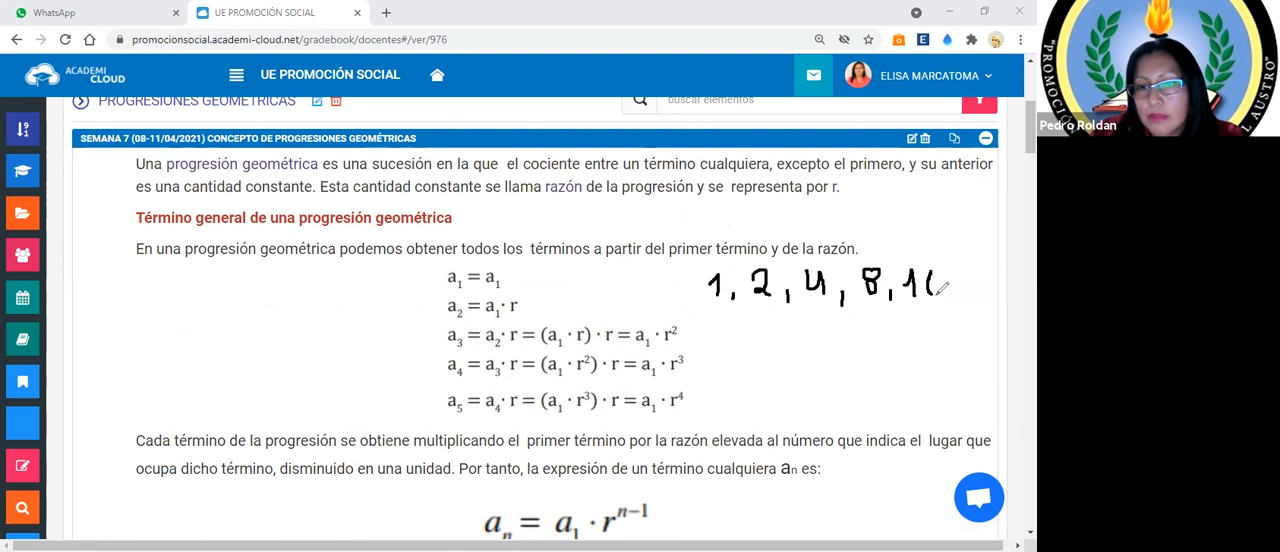 WhatsApp
UE PROMOCIÓN SOCIAL
promocionsocial.academi-cloud.net/gradebook/docentes#/ver/976
ACADEMI
CLOUD
UE PROMOCIÓN SOCIAL
ELISA MARCATOMA
PROGRESIONES GEOMÉTRICAS
buscar elementos
SEMANA 7 (08-11/04/2021) CONCEPTO DE PROGRESIONES GEOMÉTRICAS
Una progresión geométrica es una sucesión en la que el cociente entre un término cualquiera, excepto el primero, y su anterior
es una cantidad constante. Esta cantidad constante se llama razón de la progresión y se representa por r.
Término general de una progresión geométrica
En una progresión geométrica podemos obtener todos los términos a partir del primer término y de la razón.
a₁ = a₁
a₂ = a₁· r
a₃ = a₂· r = (a₁ · r) · r = a₁ · r²
a₄ = a₃· r = (a₁ · r²) · r = a₁ · r³
a₅ = a₄· r = (a₁ · r³) · r = a₁ · r⁴
1, 2, 4, 8, 1
Cada término de la progresión se obtiene multiplicando el primer término por la razón elevada al número que indica el lugar que
ocupa dicho término, disminuido en una unidad. Por tanto, la expresión de un término cualquiera aₙ es:
aₙ = a₁ · rⁿ⁻¹
Pedro Roldan